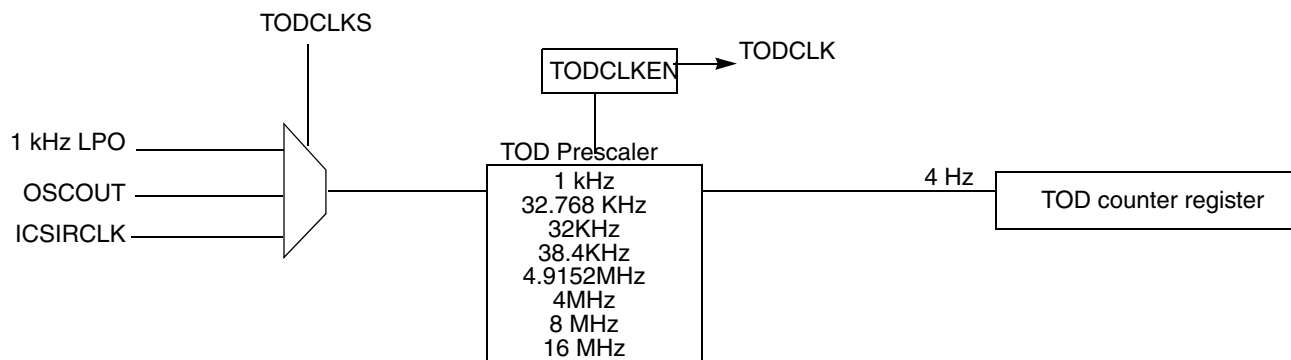 TODCLKS
TODCLKEN
TODCLK
1 kHz LPO
OSCOUT
ICSIRCLK
TOD Prescaler
1 kHz
32.768 KHz
32KHz
38.4KHz
4.9152MHz
4MHz
8 MHz
16 MHz
4 Hz
TOD counter register